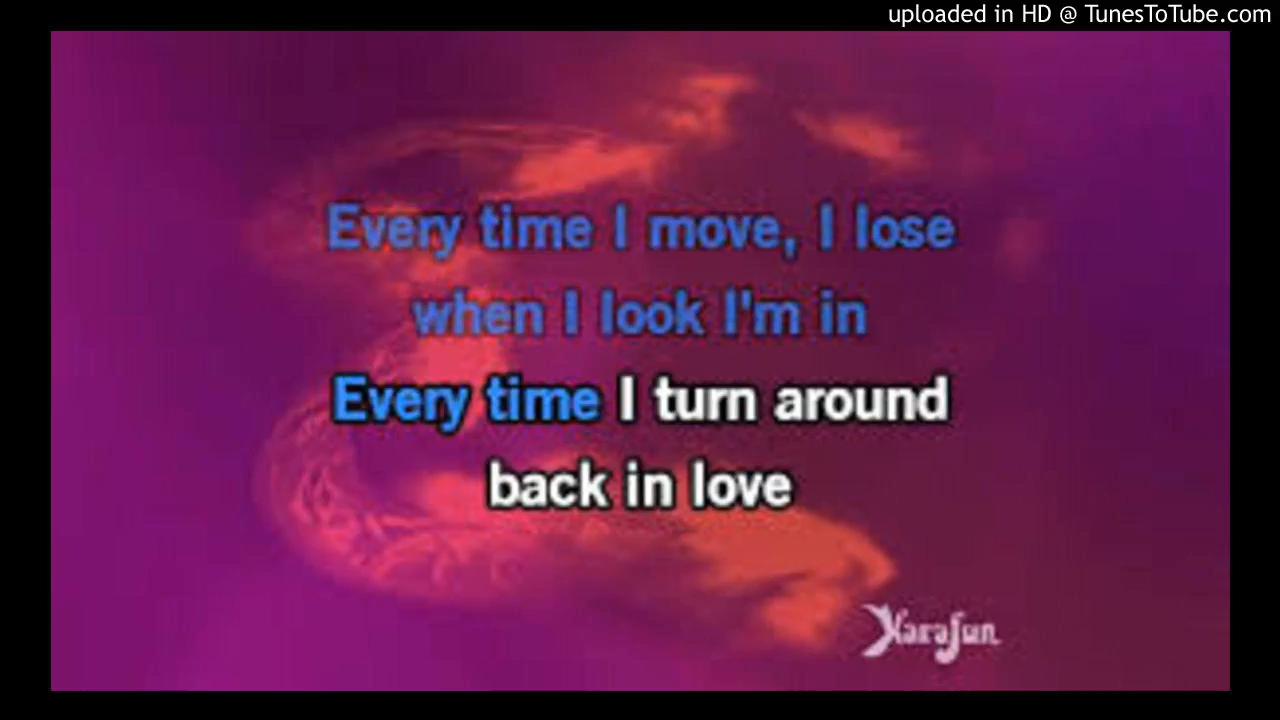 uploaded in HD @ TunesToTube.com
Every time I move, I lose
when I look I'm in
Every time I turn around
back in love
KaraFun